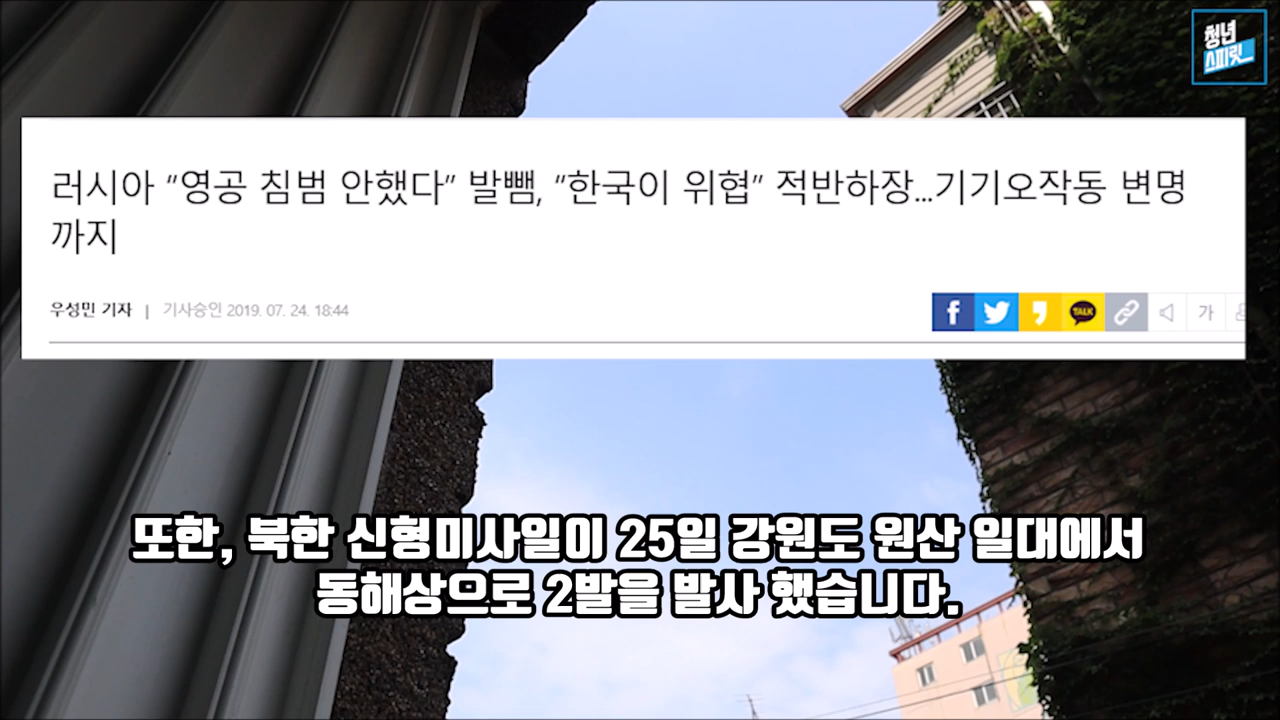 청년
스피릿
러시아 “영공 침범 안했다” 발뺌, “한국이 위협” 적반하장…기기오작동 변명
까지
우성민 기자 | 기사승인 2019. 07. 24. 18:44
TALK
가
또한, 북한 신형미사일이 25일 강원도 원산 일대에서
동해상으로 2발을 발사 했습니다.